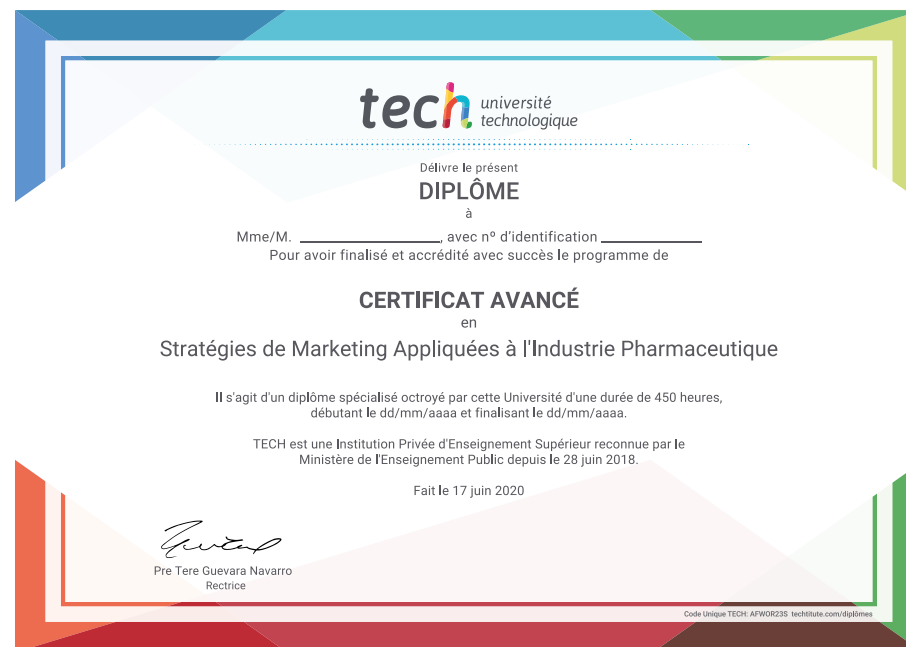 tech université
technologique
Délivre le présent
DIPLÔME
à
Mme/M. ____________________, avec nº d'identification ______________
Pour avoir finalisé et accrédité avec succès le programme de
CERTIFICAT AVANCÉ
en
Stratégies de Marketing Appliquées à l'Industrie Pharmaceutique
Il s'agit d'un diplôme spécialisé octroyé par cette Université d'une durée de 450 heures,
débutant le dd/mm/aaaa et finalisant le dd/mm/aaaa.
TECH est une Institution Privée d'Enseignement Supérieur reconnue par le
Ministère de l'Enseignement Public depuis le 28 juin 2018.
Fait le 17 juin 2020
Pre Tere Guevara Navarro
Rectrice
Code Unique TECH: AFWOR23S techtitute.com/diplômes